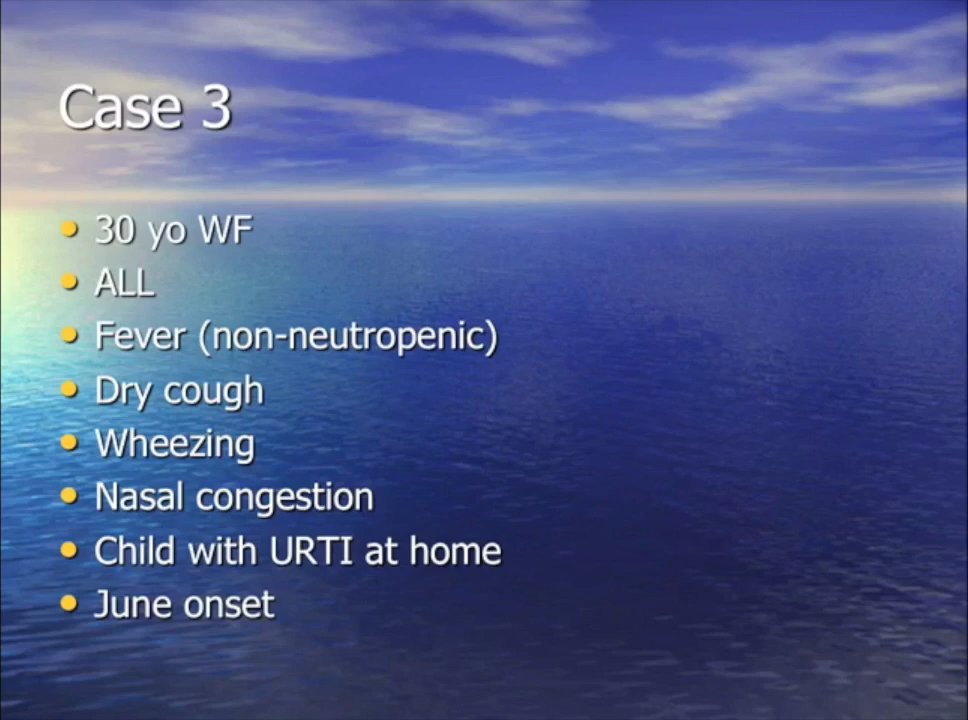 Case 3
30 yo WF
ALL
Fever (non-neutropenic)
Dry cough
Wheezing
Nasal congestion
Child with URTI at home
June onset